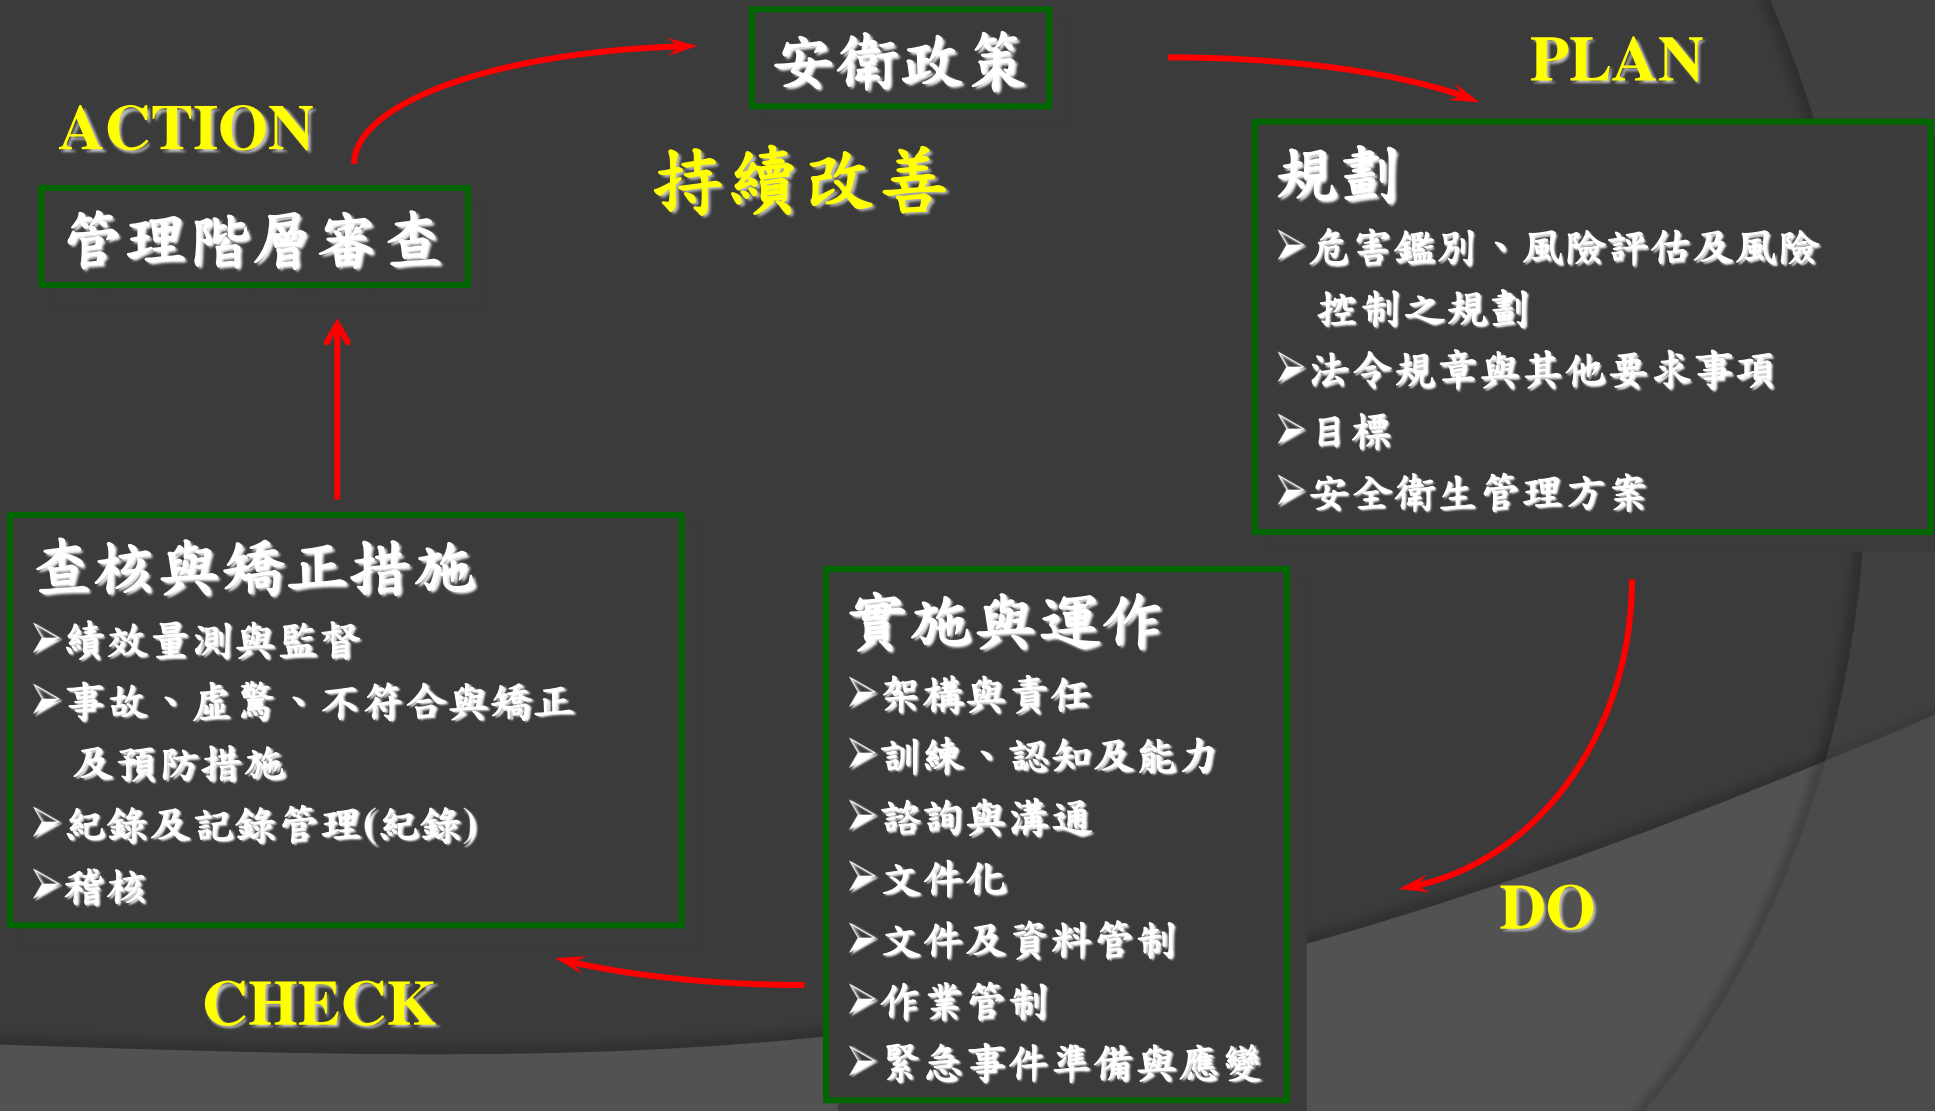 安衛政策
PLAN
ACTION
持續改善
管理階層審查
規劃
➢危害鑑別、風險評估及風險
控制之規劃
➢法令規章與其他要求事項
➢目標
➢安全衛生管理方案
查核與矯正措施
➢績效量測與監督
➢事故、虛驚、不符合與矯正
及預防措施
➢紀錄及記錄管理(紀錄)
➢稽核
CHECK
實施與運作
➢架構與責任
➢訓練、認知及能力
➢諮詢與溝通
➢文件化
➢文件及資料管制
➢作業管制
➢緊急事件準備與應變
DO